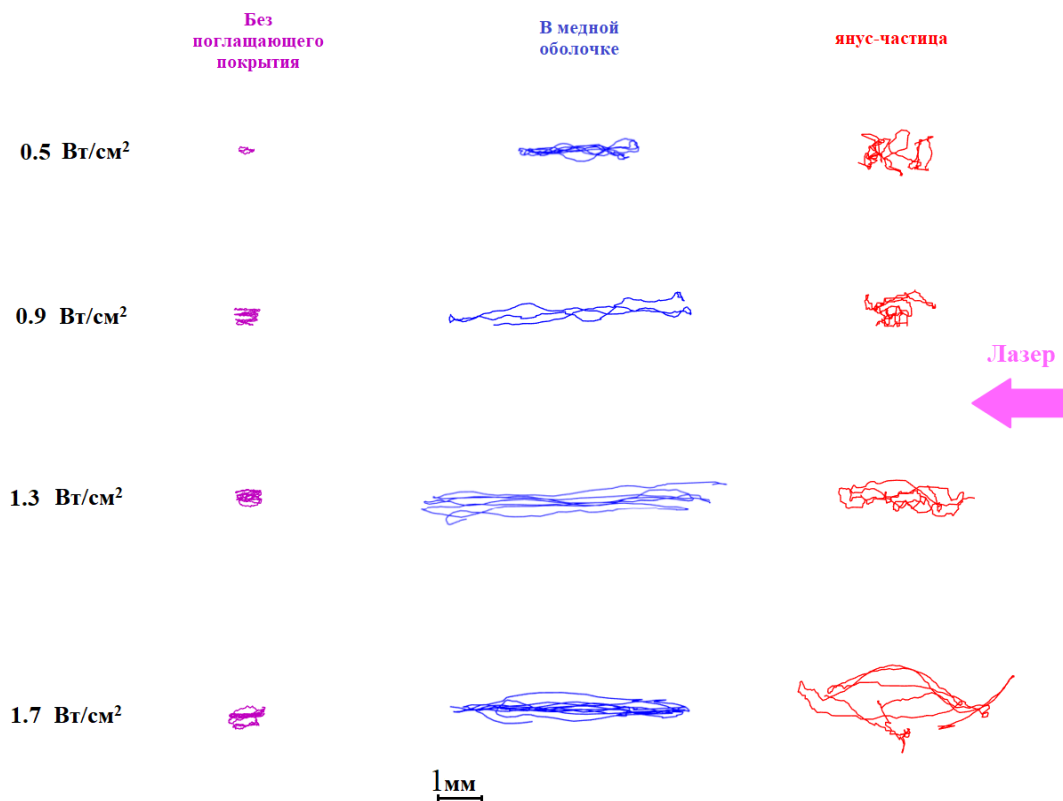 Без
поглащающего
покрытия
В медной
оболочке
янус-частица
0.5 Вт/см²
0.9 Вт/см²
Лазер
1.3 Вт/см²
1.7 Вт/см²
1мм